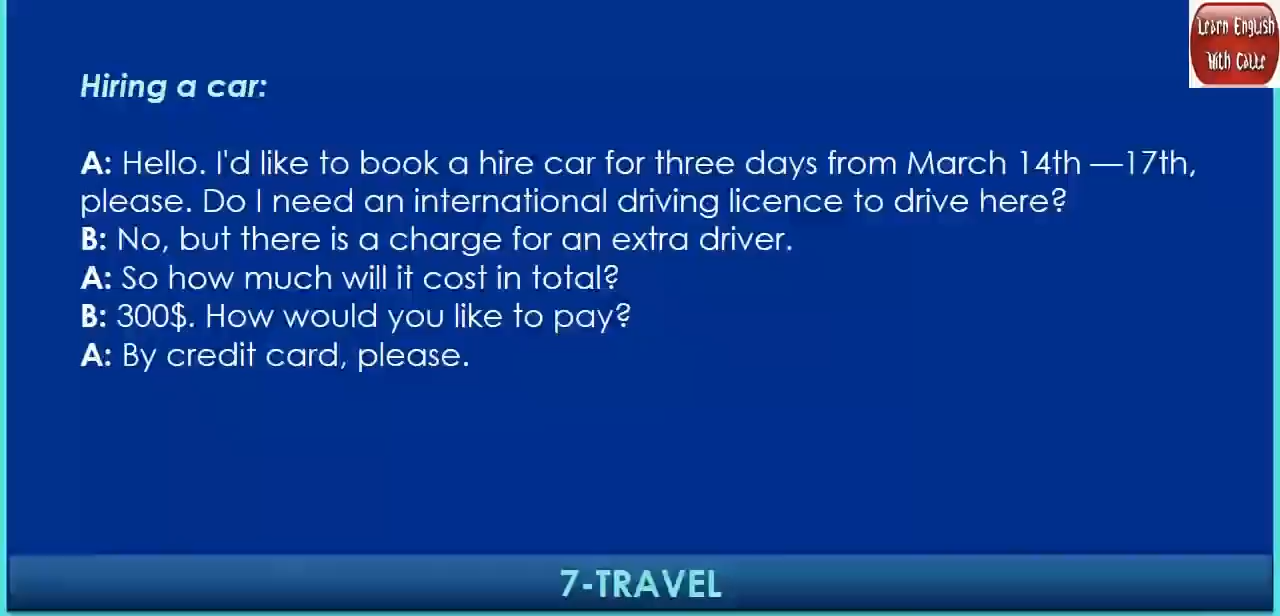 Learn English
With Calls
Hiring a car:
A: Hello. I'd like to book a hire car for three days from March 14th —17th,
please. Do I need an international driving licence to drive here?
B: No, but there is a charge for an extra driver.
A: So how much will it cost in total?
B: 300$. How would you like to pay?
A: By credit card, please.
7-TRAVEL